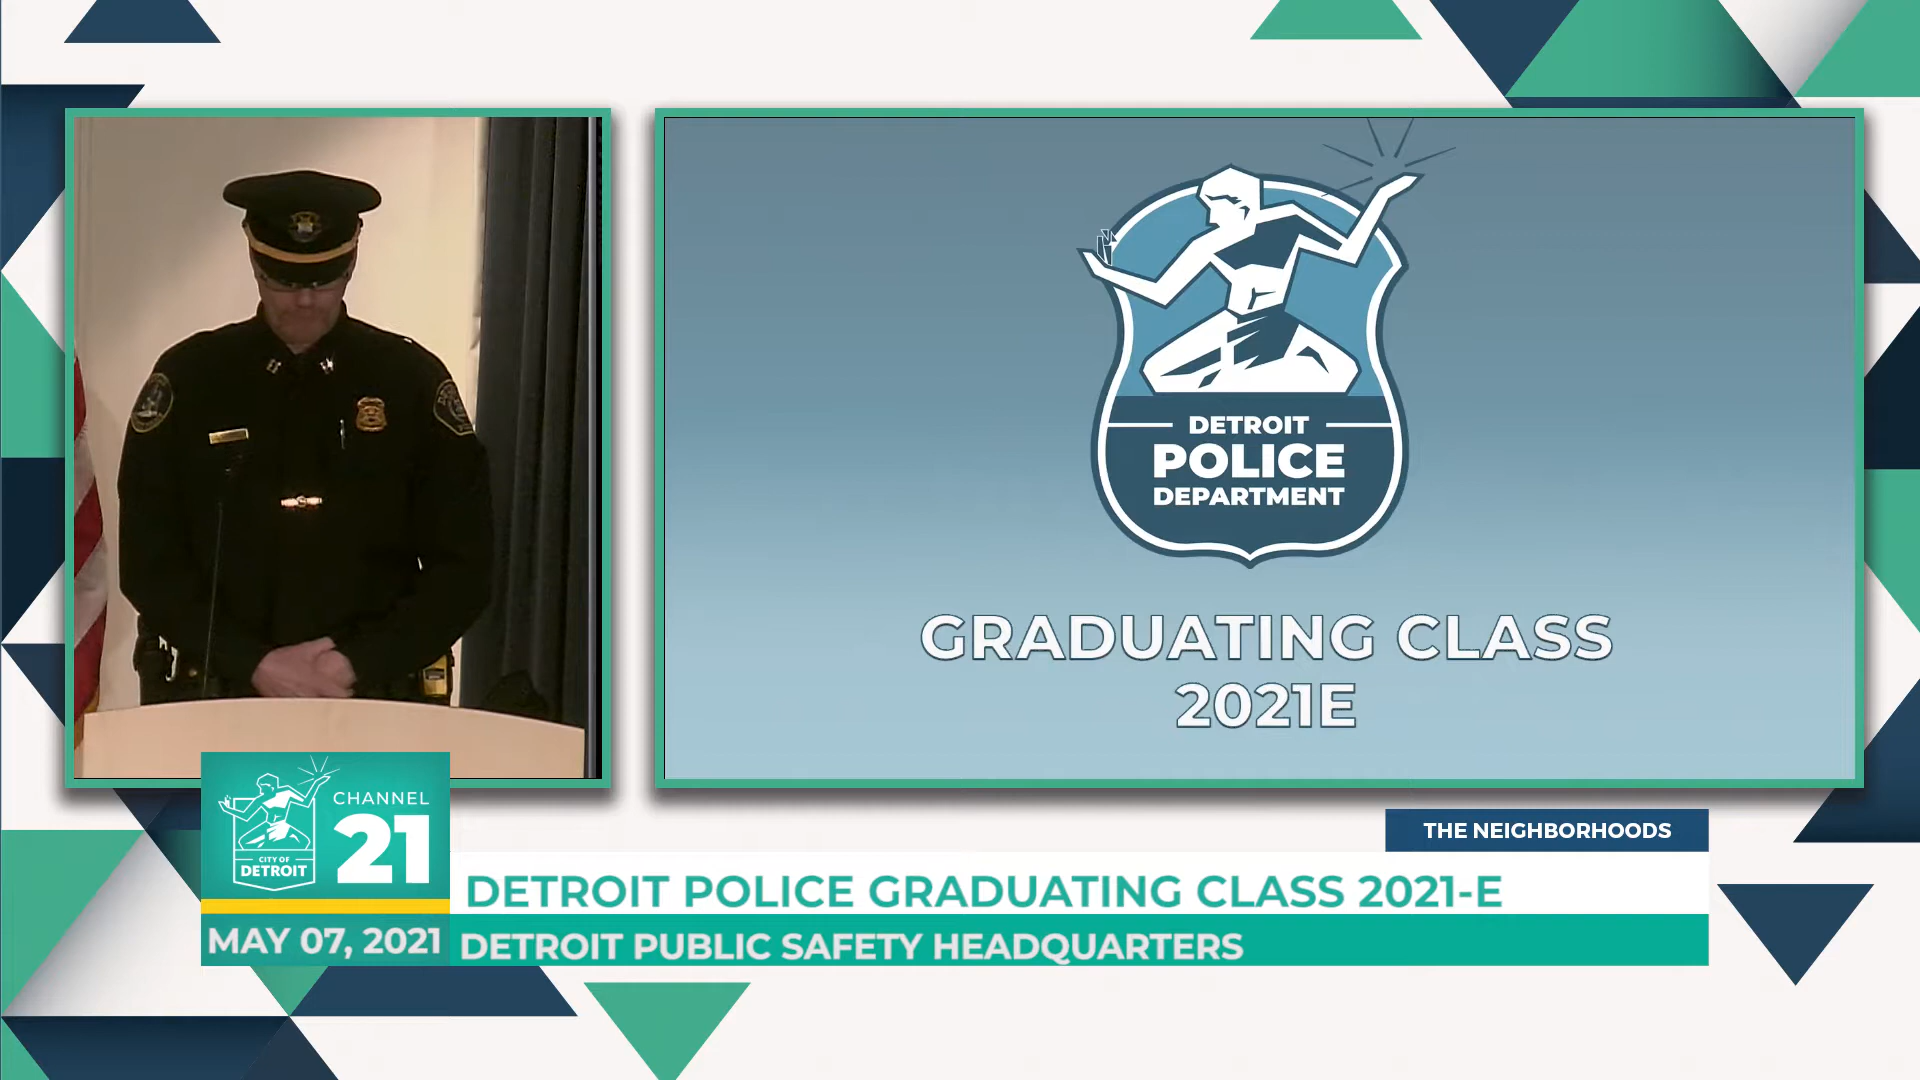 DETROIT
POLICE
DEPARTMENT
GRADUATING CLASS
2021E
CHANNEL
21
CITY OF
DETROIT
THE NEIGHBORHOODS
DETROIT POLICE GRADUATING CLASS 2021-E
MAY 07, 2021
DETROIT PUBLIC SAFETY HEADQUARTERS